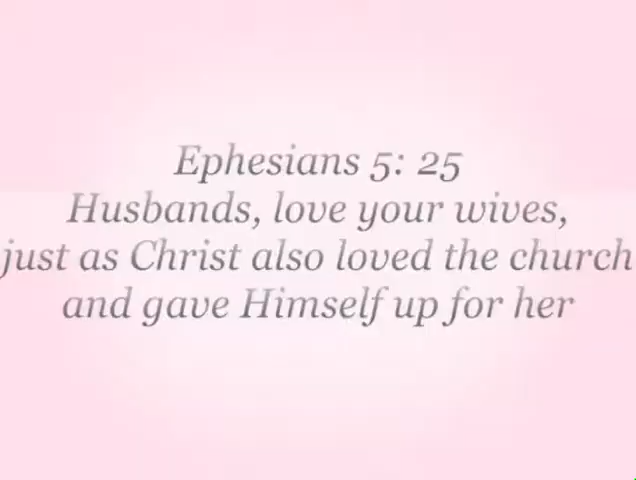 Ephesians 5: 25
Husbands, love your wives,
just as Christ also loved the church
and gave Himself up for her